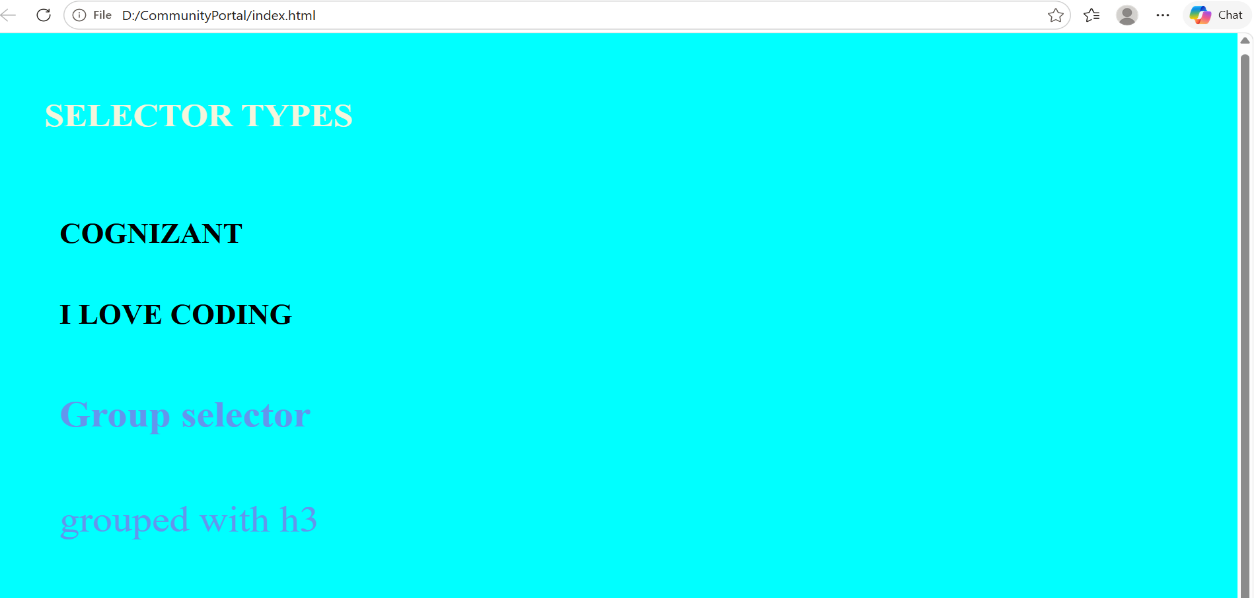 File D:/CommunityPortal/index.html
Chat
SELECTOR TYPES
COGNIZANT
I LOVE CODING
Group selector
grouped with h3